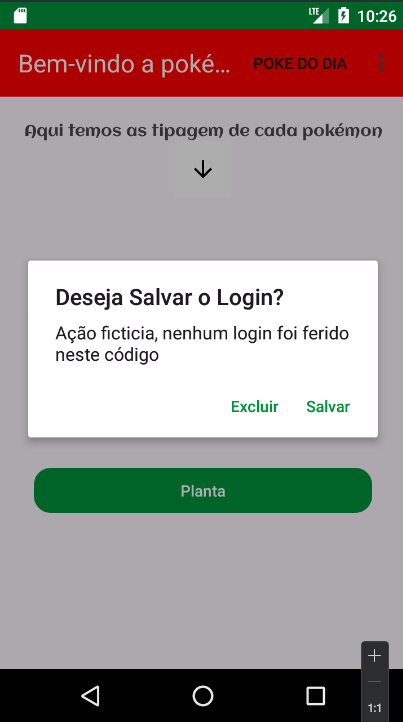 LTE 10:26
Bem-vindo a poké... POKE DO DIA
Aqui temos as tipagem de cada pokémon
Deseja Salvar o Login?
Ação ficticia, nenhum login foi ferido
neste código
Excluir Salvar
Planta
1:1